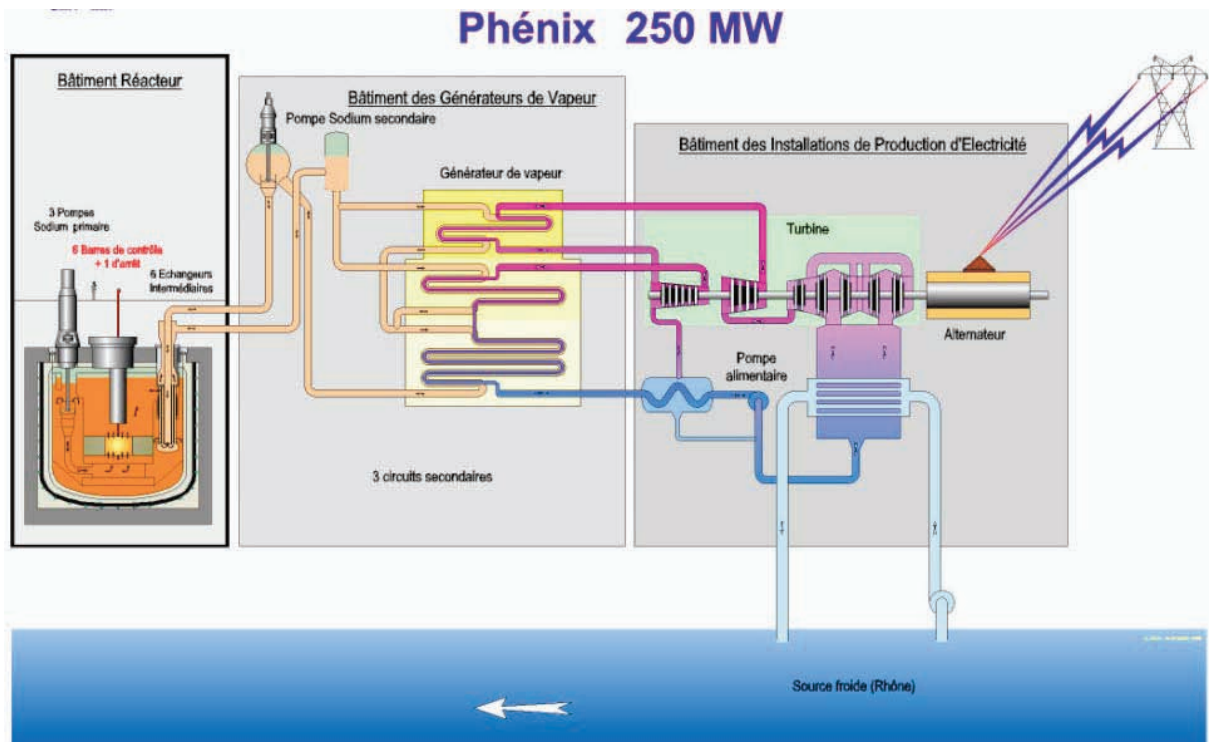 Phénix 250 MW
Bâtiment Réacteur
3 Pompes
Sodium primaire
6 Barres de contrôle
+ 1 d'arrêt
6 Echangeurs
Intermédiaires
Bâtiment des Générateurs de Vapeur
Pompe Sodium secondaire
Générateur de vapeur
3 circuits secondaires
Bâtiment des Installations de Production d'Electricité
Turbine
Alternateur
Pompe
alimentaire
Source froide (Rhône)